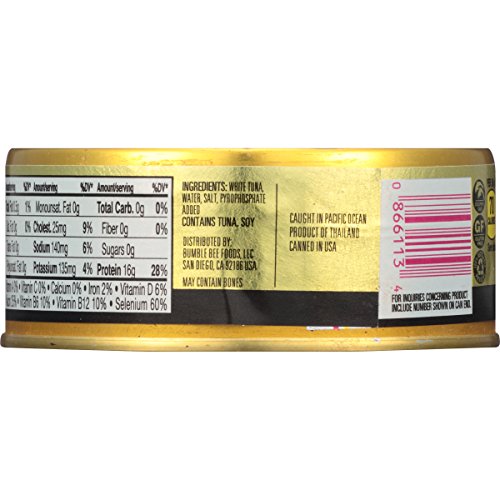 %DV* Amount/serving %DV* Amount/serving %DV*
1% Monounsat. Fat 0g Total Carb. 0g 0%
0% Cholest. 25mg 9% Fiber 0g 0%
Sodium 140mg 6% Sugars 0g
Potassium 135mg 4% Protein 16g 28%
Vitamin C 0% • Calcium 0% • Iron 2% • Vitamin D 6%
Vitamin B6 10% • Vitamin B12 10% • Selenium 60%
INGREDIENTS: WHITE TUNA,
WATER, SALT, PYROPHOSPHATE
ADDED
CONTAINS TUNA, SOY
DISTRIBUTED BY:
BUMBLE BEE FOODS, LLC
SAN DIEGO, CA 92186 USA
MAY CONTAIN BONES
CAUGHT IN PACIFIC OCEAN
PRODUCT OF THAILAND
CANNED IN USA
0 866113 4
FOR INQUIRIES CONCERNING PRODUCT
INCLUDE NUMBER SHOWN ON CAN END.